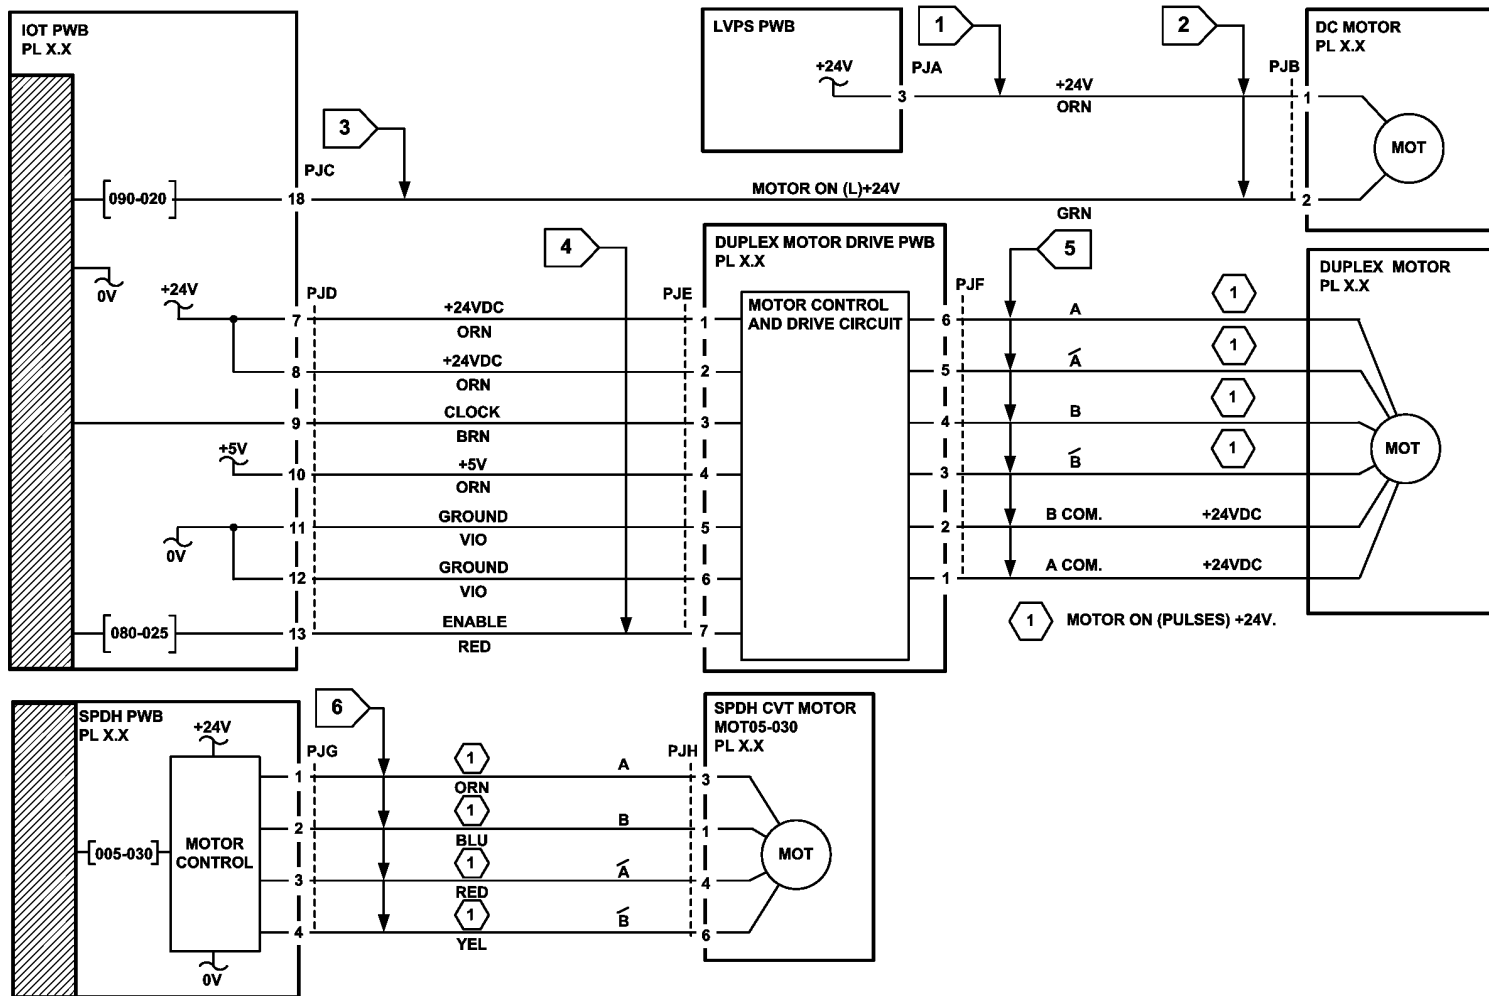 IOT PWB
PL X.X
[090-020]
0V
+24V
+5V
0V
[080-025]
PJC
18
3
LVPS PWB
+24V
PJA
3
1
+24V
ORN
2
PJB
DC MOTOR
PL X.X
1
MOT
2
MOTOR ON (L)+24V
GRN
PJD
7
8
9
10
11
12
13
+24VDC
ORN
+24VDC
ORN
CLOCK
BRN
+5V
ORN
GROUND
VIO
GROUND
VIO
ENABLE
RED
4
PJE
1
2
3
4
5
6
7
DUPLEX MOTOR DRIVE PWB
PL X.X
MOTOR CONTROL
AND DRIVE CIRCUIT
PJF
6
5
4
3
2
1
5
A
1
A
1
B
1
B
1
B COM. +24VDC
A COM. +24VDC
DUPLEX MOTOR
PL X.X
MOT
1 MOTOR ON (PULSES) +24V.
SPDH PWB
PL X.X
+24V
[005-030]
MOTOR
CONTROL
0V
PJG
1
2
3
4
6
1
ORN
A
1
BLU
B
1
RED
A
1
YEL
B
PJH
3
1
4
6
SPDH CVT MOTOR
MOT05-030
PL X.X
MOT